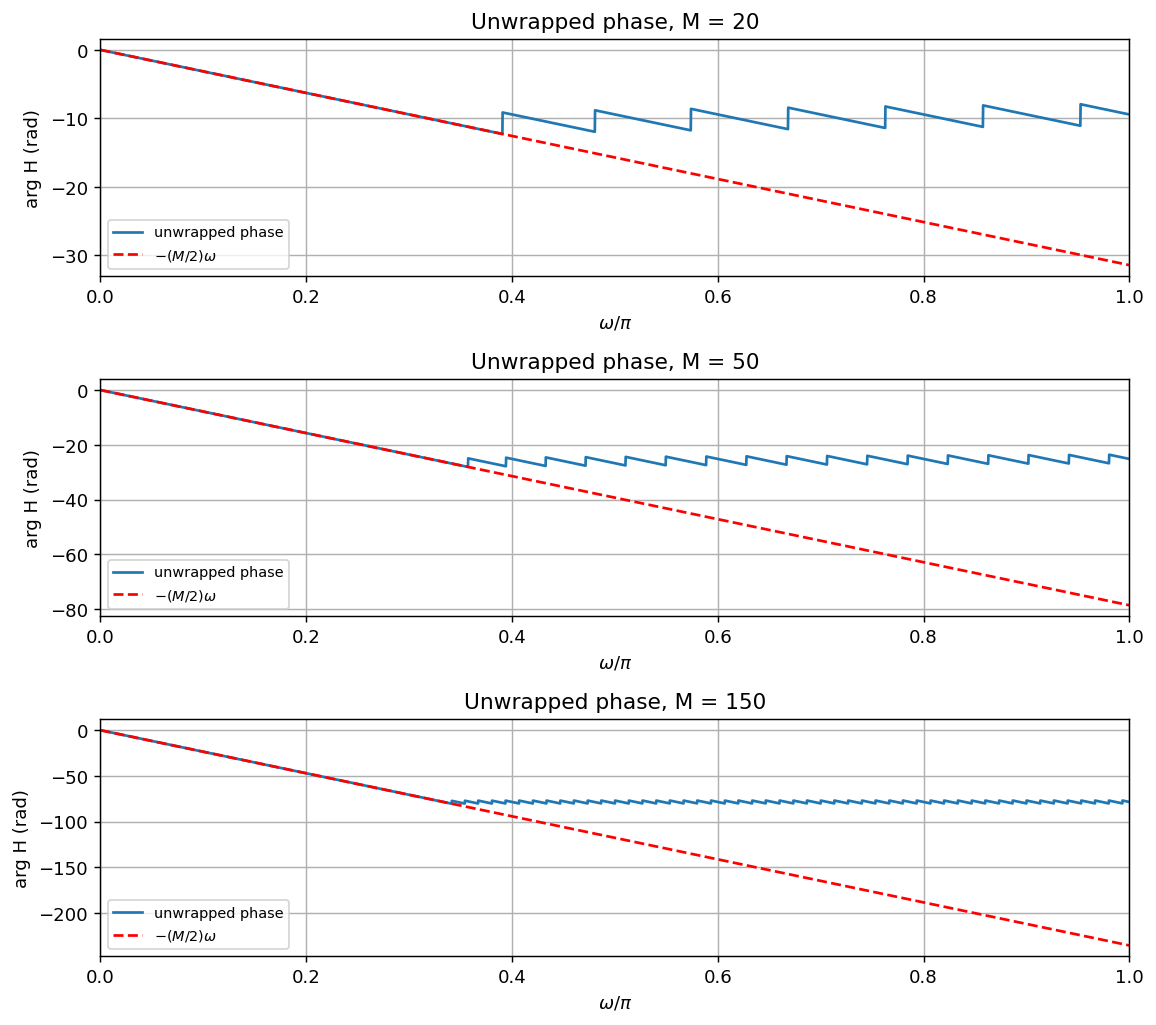 Unwrapped phase, M = 20
0
−10
−20
−30
arg H (rad)
unwrapped phase
−(M/2)ω
0.0 0.2 0.4 0.6 0.8 1.0
ω/π
Unwrapped phase, M = 50
0
−20
−40
−60
−80
arg H (rad)
unwrapped phase
−(M/2)ω
0.0 0.2 0.4 0.6 0.8 1.0
ω/π
Unwrapped phase, M = 150
0
−50
−100
−150
−200
arg H (rad)
unwrapped phase
−(M/2)ω
0.0 0.2 0.4 0.6 0.8 1.0
ω/π